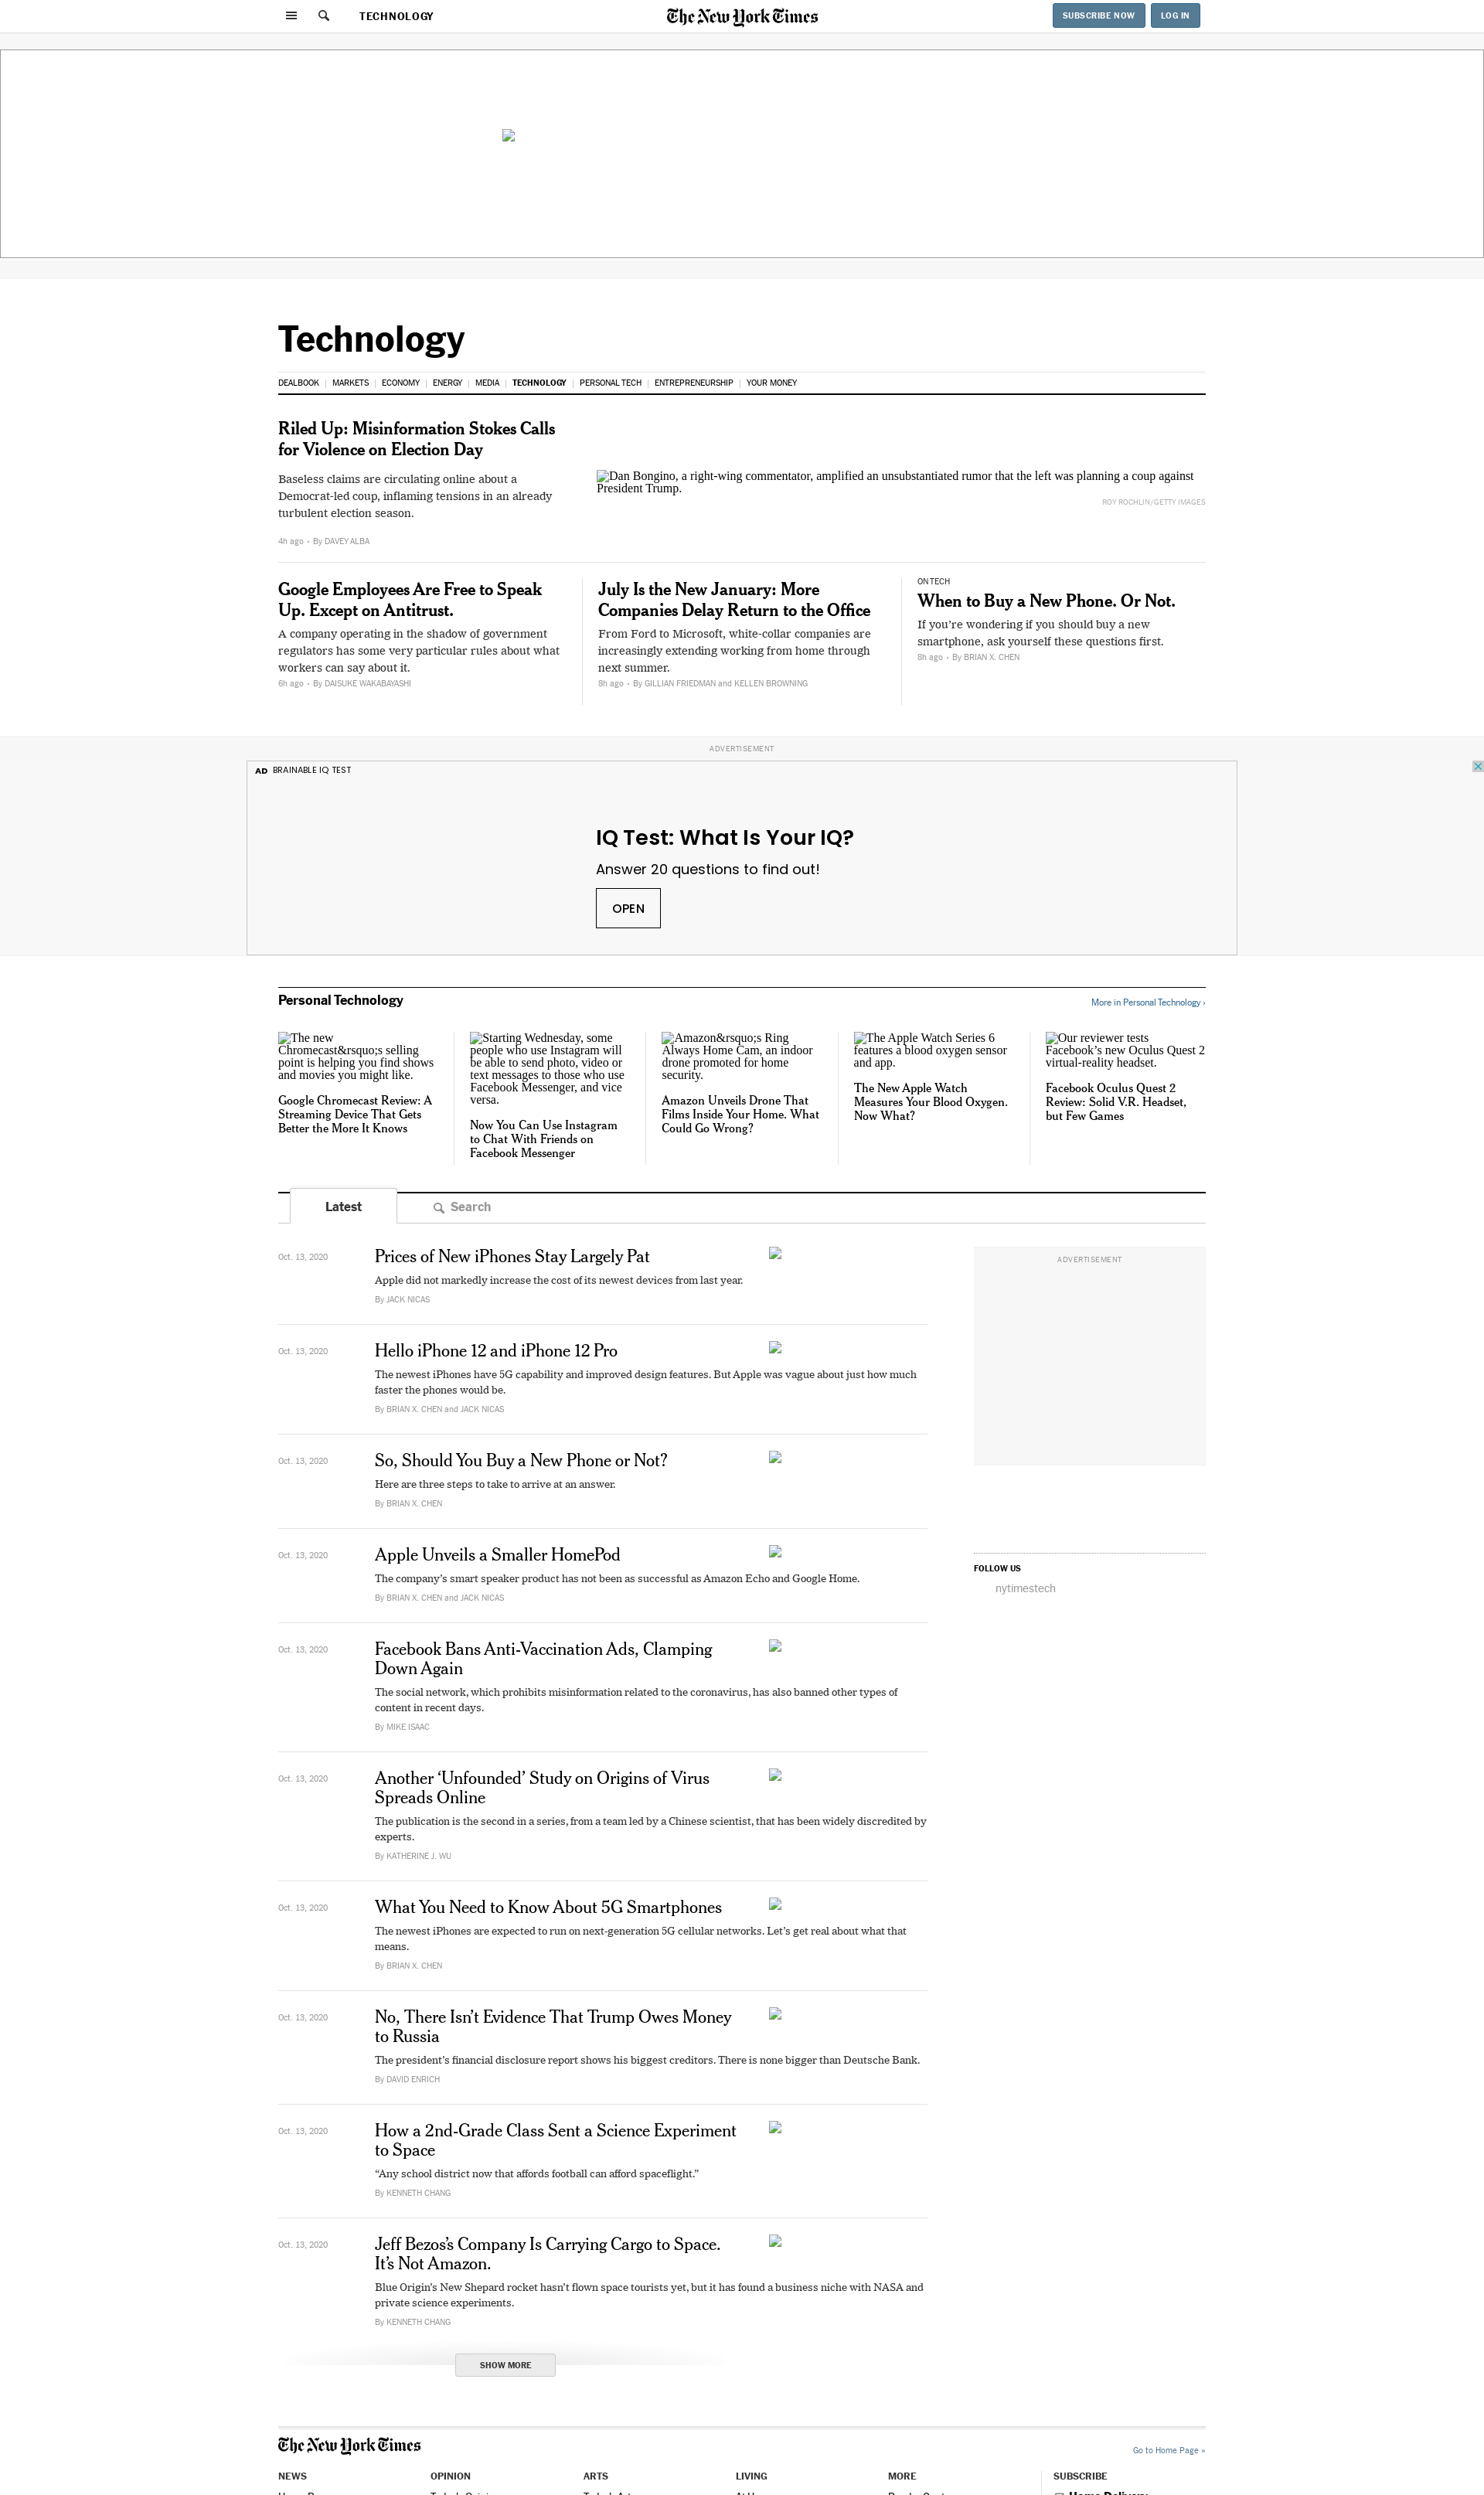 TECHNOLOGY
The New York Times
SUBSCRIBE NOW
LOG IN
Technology
DEALBOOK
MARKETS
ECONOMY
ENERGY
MEDIA
TECHNOLOGY
PERSONAL TECH
ENTREPRENEURSHIP
YOUR MONEY
Riled Up: Misinformation Stokes Calls
for Violence on Election Day
Baseless claims are circulating online about a
Democrat-led coup, inflaming tensions in an already
turbulent election season.
4h ago • By DAVEY ALBA
Dan Bongino, a right-wing commentator, amplified an unsubstantiated rumor that the left was planning a coup against
President Trump.
ROY ROCHLIN/GETTY IMAGES
Google Employees Are Free to Speak
Up. Except on Antitrust.
A company operating in the shadow of government
regulators has some very particular rules about what
workers can say about it.
6h ago • By DAISUKE WAKABAYASHI
July Is the New January: More
Companies Delay Return to the Office
From Ford to Microsoft, white-collar companies are
increasingly extending working from home through
next summer.
8h ago • By GILLIAN FRIEDMAN and KELLEN BROWNING
ON TECH
When to Buy a New Phone. Or Not.
If you’re wondering if you should buy a new
smartphone, ask yourself these questions first.
8h ago • By BRIAN X. CHEN
ADVERTISEMENT
AD BRAINABLE IQ TEST
IQ Test: What Is Your IQ?
Answer 20 questions to find out!
OPEN
Personal Technology
More in Personal Technology ›
The new
Chromecast&rsquo;s selling
point is helping you find shows
and movies you might like.
Google Chromecast Review: A
Streaming Device That Gets
Better the More It Knows
Starting Wednesday, some
people who use Instagram will
be able to send photo, video or
text messages to those who use
Facebook Messenger, and vice
versa.
Now You Can Use Instagram
to Chat With Friends on
Facebook Messenger
Amazon&rsquo;s Ring
Always Home Cam, an indoor
drone promoted for home
security.
Amazon Unveils Drone That
Films Inside Your Home. What
Could Go Wrong?
The Apple Watch Series 6
features a blood oxygen sensor
and app.
The New Apple Watch
Measures Your Blood Oxygen.
Now What?
Our reviewer tests
Facebook’s new Oculus Quest 2
virtual-reality headset.
Facebook Oculus Quest 2
Review: Solid V.R. Headset,
but Few Games
Latest
Search
Oct. 13, 2020
Prices of New iPhones Stay Largely Pat
Apple did not markedly increase the cost of its newest devices from last year.
By JACK NICAS
Oct. 13, 2020
Hello iPhone 12 and iPhone 12 Pro
The newest iPhones have 5G capability and improved design features. But Apple was vague about just how much
faster the phones would be.
By BRIAN X. CHEN and JACK NICAS
Oct. 13, 2020
So, Should You Buy a New Phone or Not?
Here are three steps to take to arrive at an answer.
By BRIAN X. CHEN
Oct. 13, 2020
Apple Unveils a Smaller HomePod
The company’s smart speaker product has not been as successful as Amazon Echo and Google Home.
By BRIAN X. CHEN and JACK NICAS
Oct. 13, 2020
Facebook Bans Anti-Vaccination Ads, Clamping
Down Again
The social network, which prohibits misinformation related to the coronavirus, has also banned other types of
content in recent days.
By MIKE ISAAC
Oct. 13, 2020
Another ‘Unfounded’ Study on Origins of Virus
Spreads Online
The publication is the second in a series, from a team led by a Chinese scientist, that has been widely discredited by
experts.
By KATHERINE J. WU
Oct. 13, 2020
What You Need to Know About 5G Smartphones
The newest iPhones are expected to run on next-generation 5G cellular networks. Let’s get real about what that
means.
By BRIAN X. CHEN
Oct. 13, 2020
No, There Isn’t Evidence That Trump Owes Money
to Russia
The president’s financial disclosure report shows his biggest creditors. There is none bigger than Deutsche Bank.
By DAVID ENRICH
Oct. 13, 2020
How a 2nd-Grade Class Sent a Science Experiment
to Space
“Any school district now that affords football can afford spaceflight.”
By KENNETH CHANG
Oct. 13, 2020
Jeff Bezos’s Company Is Carrying Cargo to Space.
It’s Not Amazon.
Blue Origin’s New Shepard rocket hasn’t flown space tourists yet, but it has found a business niche with NASA and
private science experiments.
By KENNETH CHANG
SHOW MORE
ADVERTISEMENT
FOLLOW US
nytimestech
The New York Times
Go to Home Page »
NEWS
OPINION
ARTS
LIVING
MORE
SUBSCRIBE